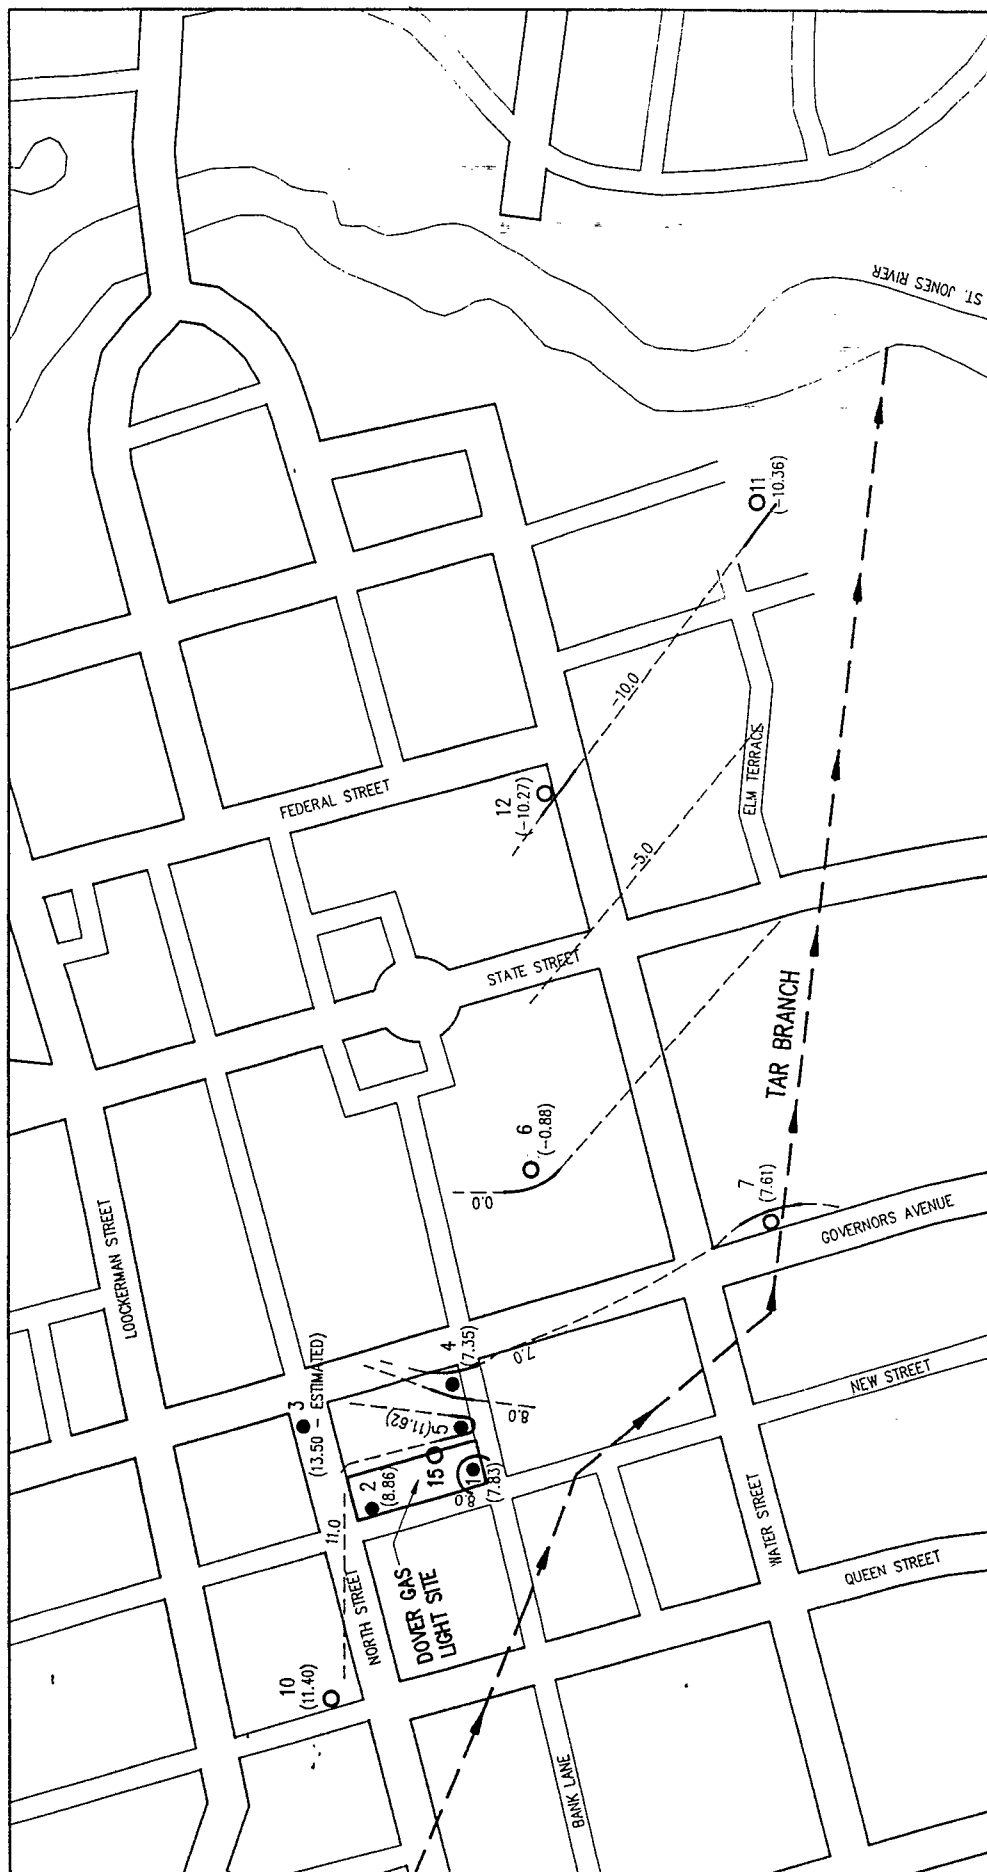 ST. JONES RIVER
11
(-10.36)
-10.0
12
(-10.27)
FEDERAL STREET
ELM TERRACE
-5.0
STATE STREET
TAR BRANCH
6
(-0.88)
0.0
7
(7.61)
GOVERNORS AVENUE
LOOCKERMAN STREET
3
(13.50 - ESTIMATED)
4
(7.35)
7.0
8.0
5(11.62)
15
1
(7.83)
8.0
2
(8.86)
11.0
NEW STREET
WATER STREET
QUEEN STREET
NORTH STREET
DOVER GAS
LIGHT SITE
10
(11.40)
BANK LANE